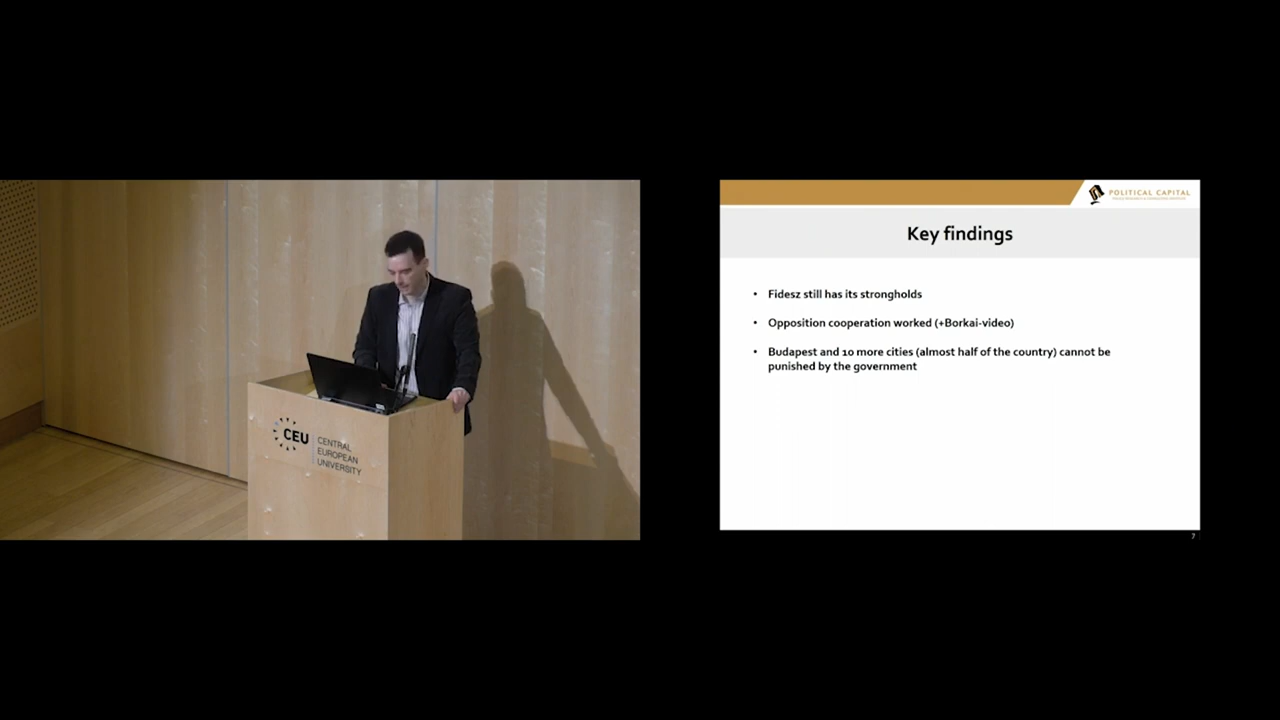 CEU
CENTRAL
EUROPEAN
UNIVERSITY
POLITICAL CAPITAL
Key findings
• Fidesz still has its strongholds
• Opposition cooperation worked (+Borkai-video)
• Budapest and 10 more cities (almost half of the country) cannot be
punished by the government
7